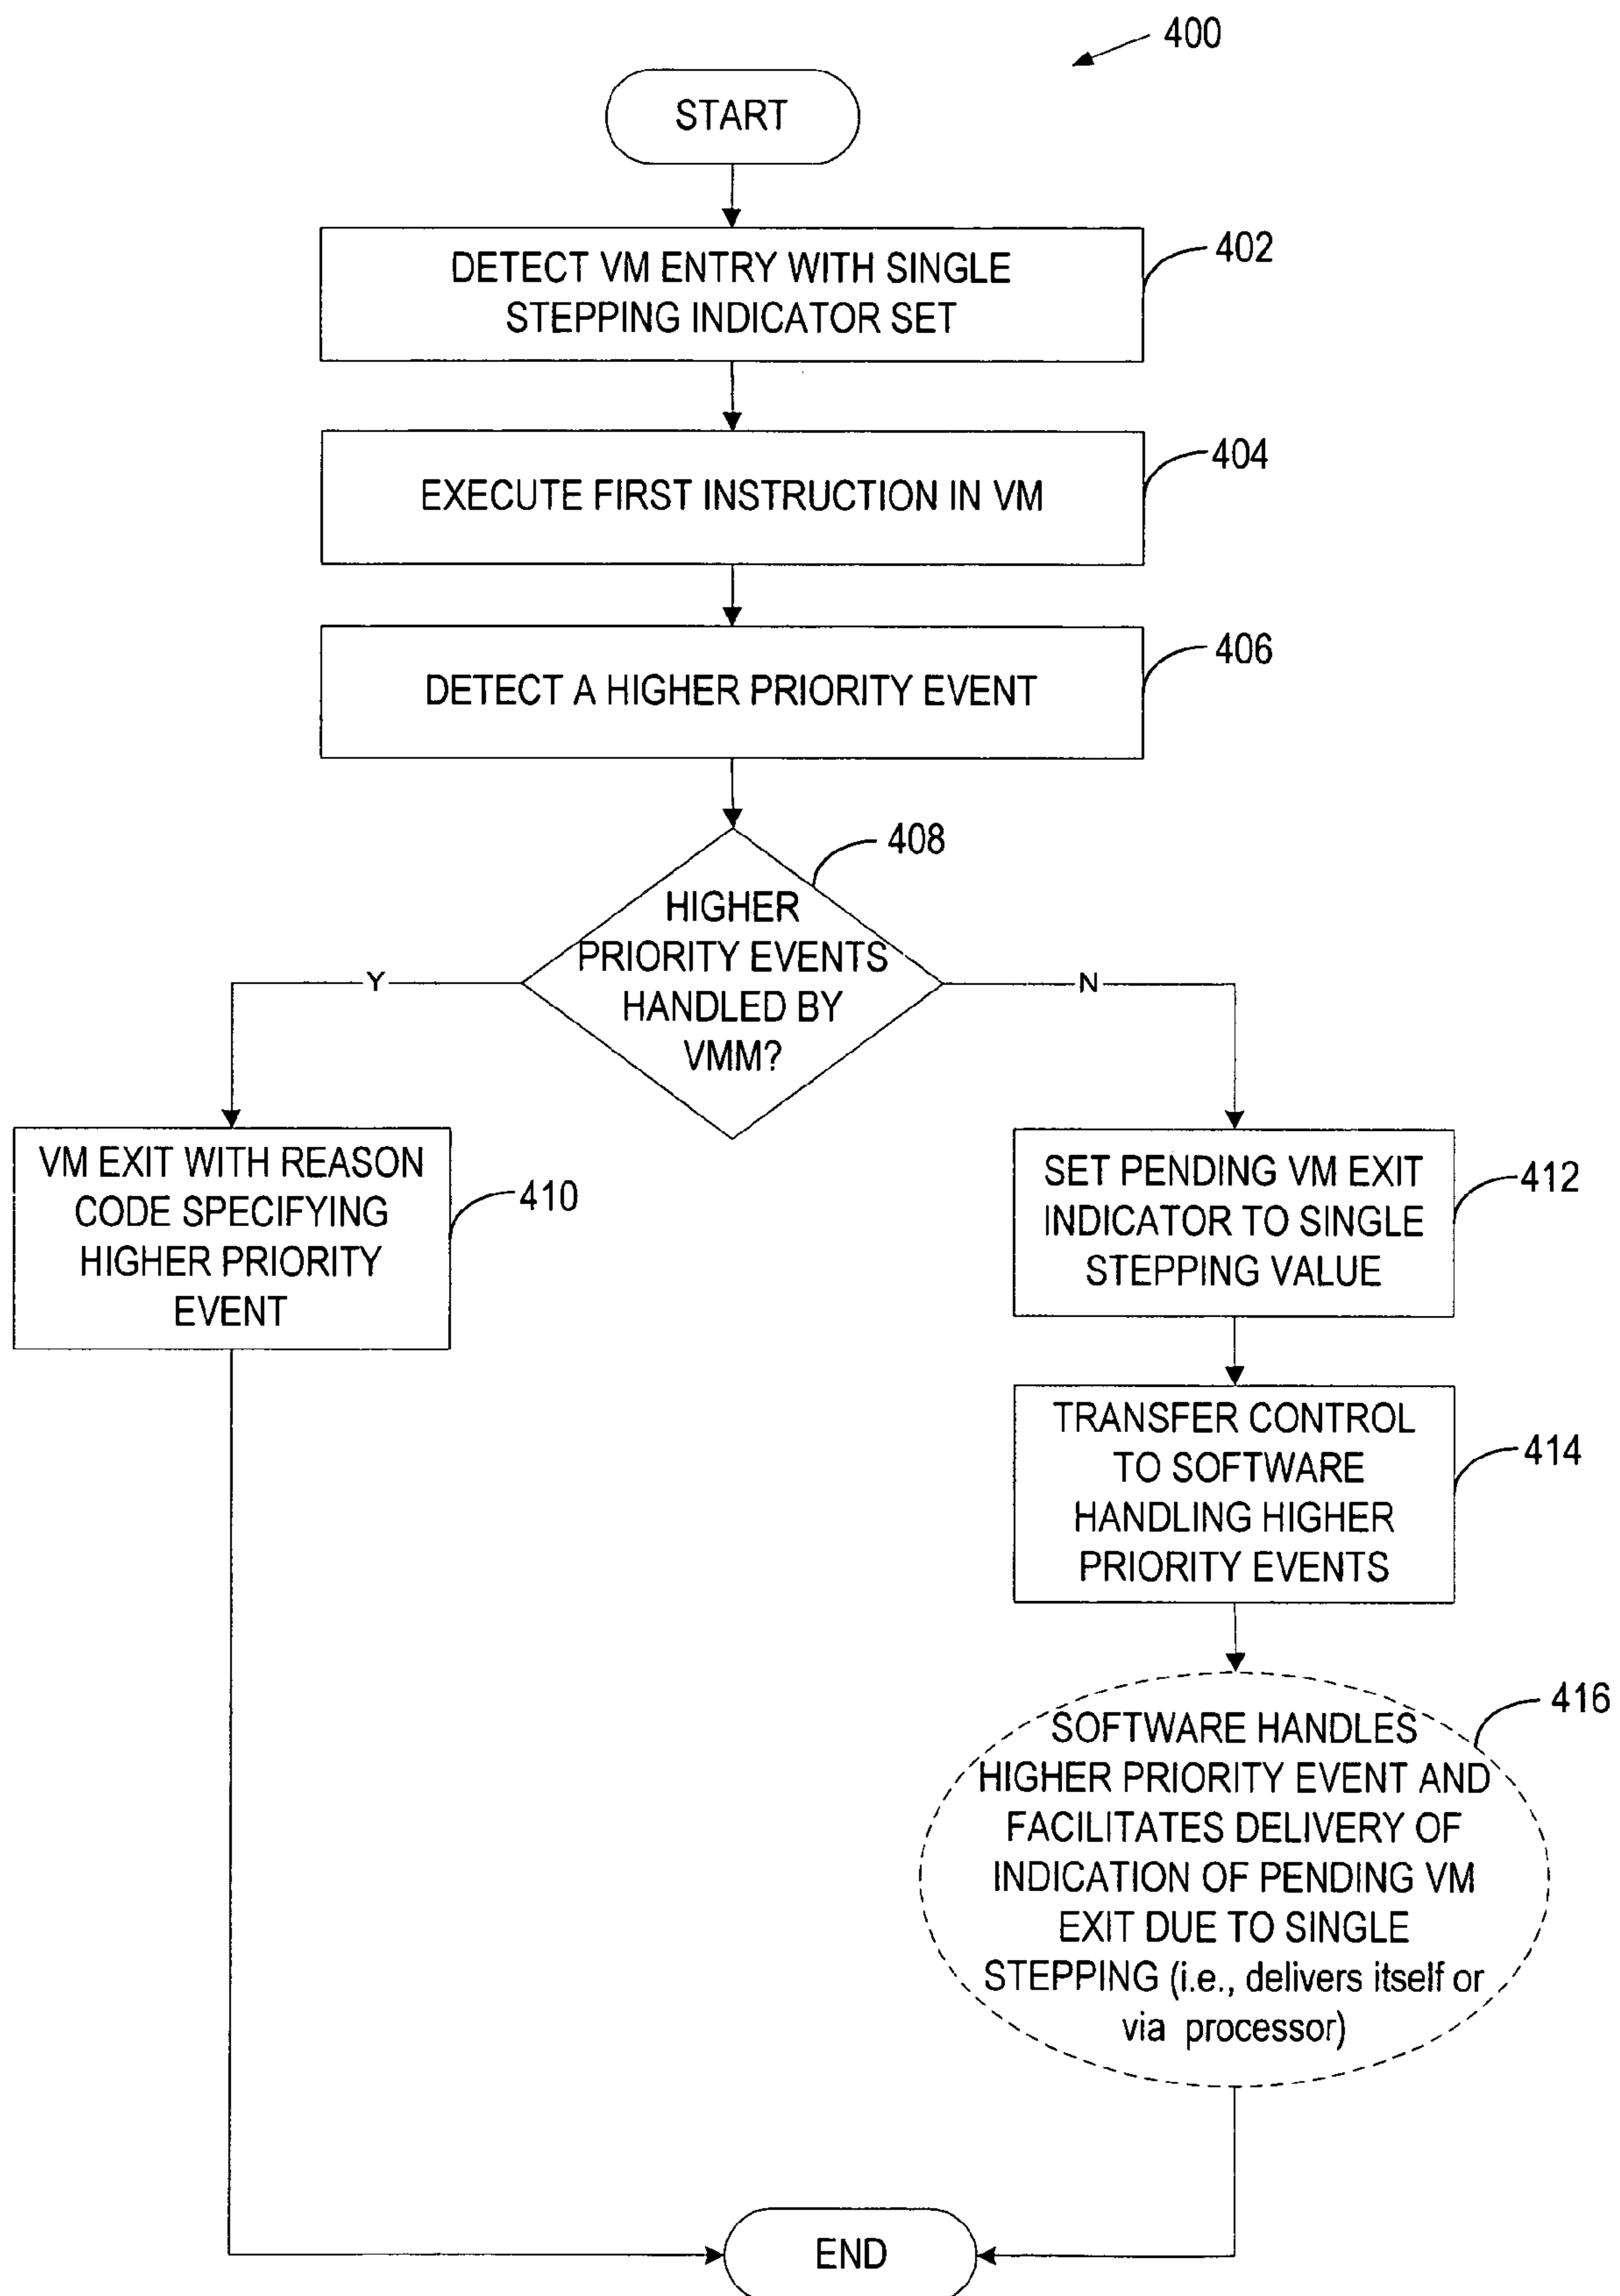 400
START
DETECT VM ENTRY WITH SINGLE
STEPPING INDICATOR SET
402
EXECUTE FIRST INSTRUCTION IN VM
404
DETECT A HIGHER PRIORITY EVENT
406
408
HIGHER
PRIORITY EVENTS
HANDLED BY
VMM?
Y
N
VM EXIT WITH REASON
CODE SPECIFYING
HIGHER PRIORITY
EVENT
410
SET PENDING VM EXIT
INDICATOR TO SINGLE
STEPPING VALUE
412
TRANSFER CONTROL
TO SOFTWARE
HANDLING HIGHER
PRIORITY EVENTS
414
SOFTWARE HANDLES
HIGHER PRIORITY EVENT AND
FACILITATES DELIVERY OF
INDICATION OF PENDING VM
EXIT DUE TO SINGLE
STEPPING (i.e., delivers itself or
via processor)
416
END